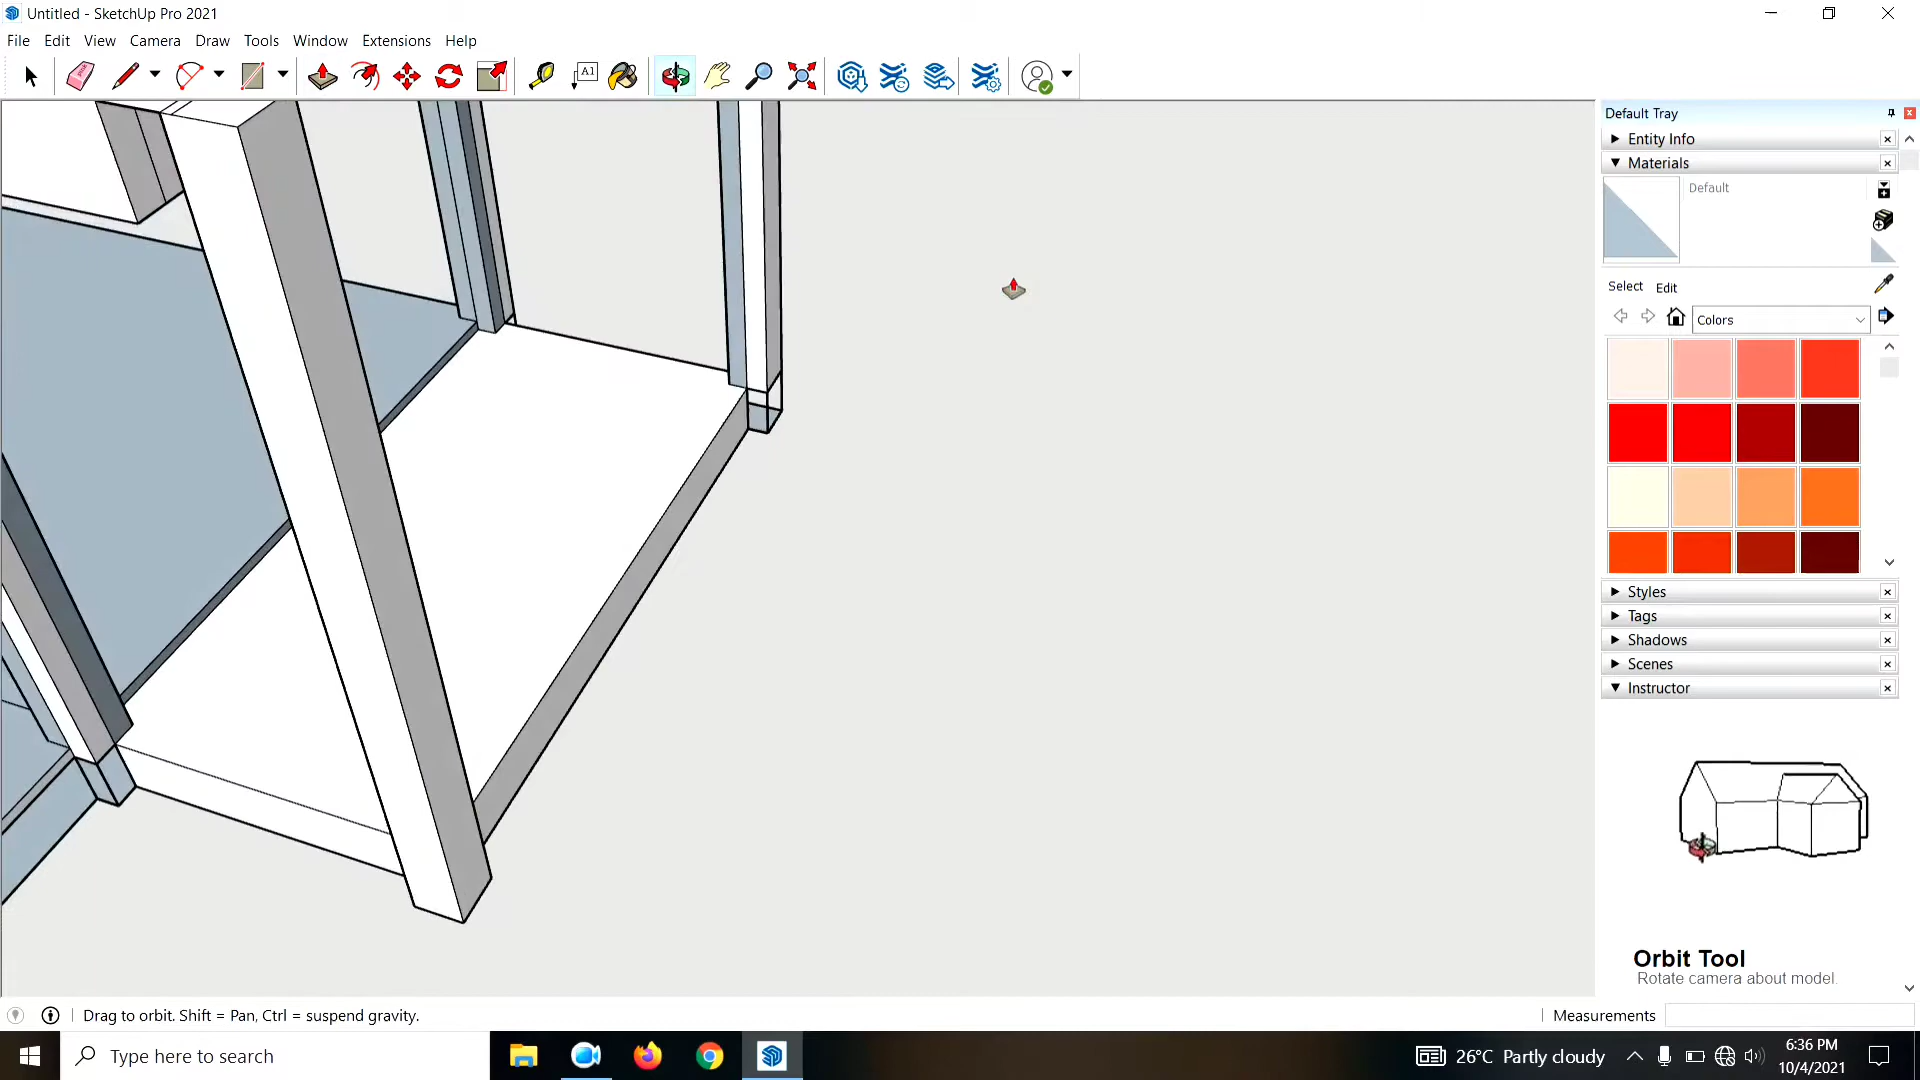 Untitled - SketchUp Pro 2021
File Edit View Camera Draw Tools Window Extensions Help
A1
Default Tray
Entity Info
Materials
Default
Select Edit
Colors
Styles
Tags
Shadows
Scenes
Instructor
Orbit Tool
Rotate camera about model.
Drag to orbit. Shift = Pan, Ctrl = suspend gravity.
Measurements
Type here to search
26°C Partly cloudy
6:36 PM
10/4/2021